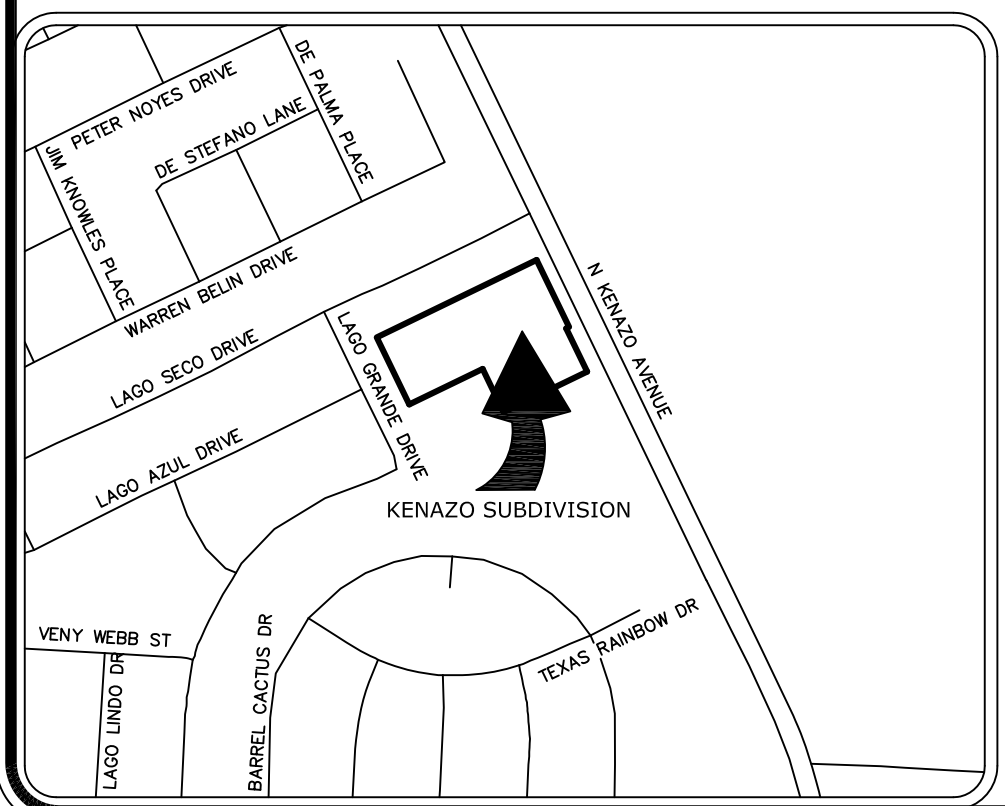 PETER NOYES DRIVE
DE PALMA PLACE
DE STEFANO LANE
JIM KNOWLES PLACE
WARREN BELIN DRIVE
N KENAZO AVENUE
LAGO SECO DRIVE
LAGO GRANDE DRIVE
LAGO AZUL DRIVE
KENAZO SUBDIVISION
VENY WEBB ST
TEXAS RAINBOW DR
LAGO LINDO DR
BARREL CACTUS DR